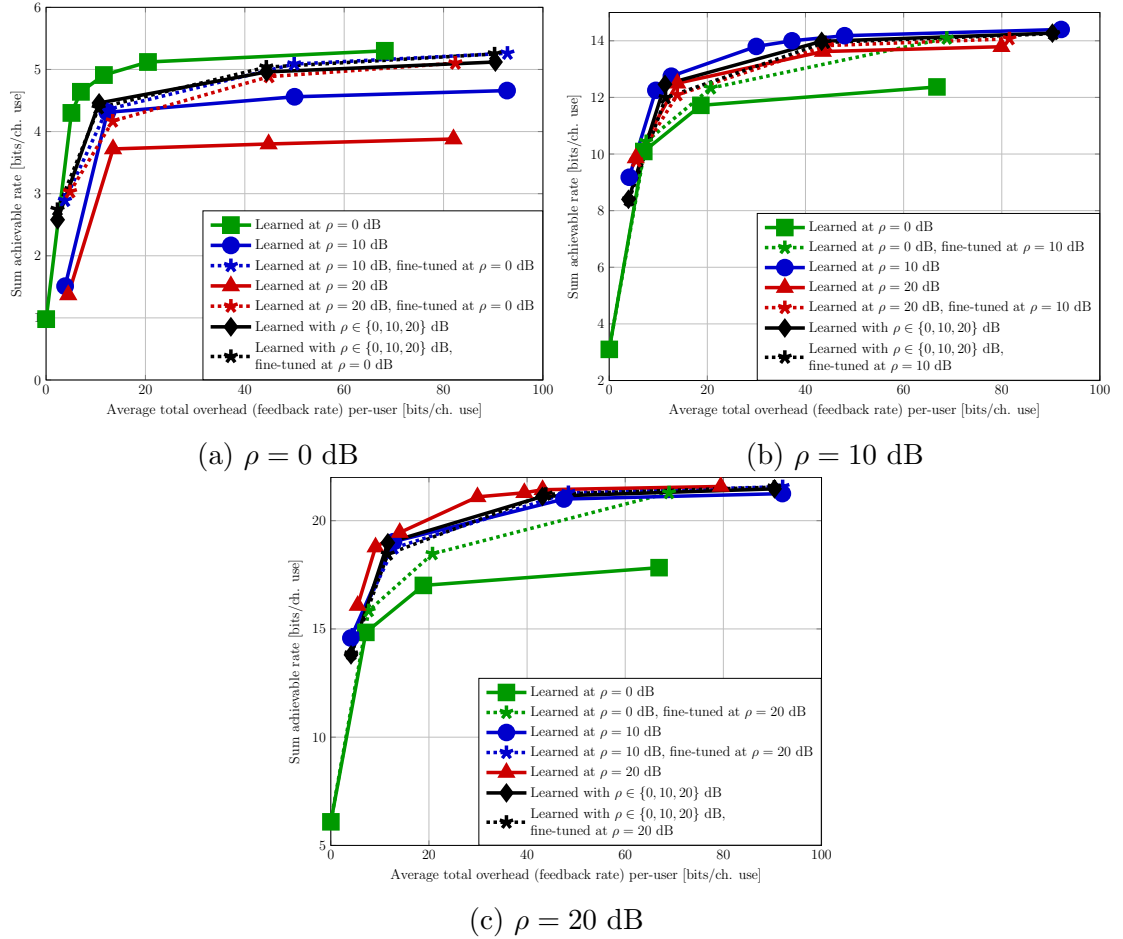 6
5
4
3
2
1
0
0
20
40
60
80
100
Sum achievable rate [bits/ch. use]
Average total overhead (feedback rate) per-user [bits/ch. use]
Learned at ρ = 0 dB
Learned at ρ = 10 dB
Learned at ρ = 10 dB, fine-tuned at ρ = 0 dB
Learned at ρ = 20 dB
Learned at ρ = 20 dB, fine-tuned at ρ = 0 dB
Learned with ρ ∈ {0, 10, 20} dB
Learned with ρ ∈ {0, 10, 20} dB,
fine-tuned at ρ = 0 dB
(a) ρ = 0 dB
14
12
10
8
6
4
2
0
20
40
60
80
100
Sum achievable rate [bits/ch. use]
Average total overhead (feedback rate) per-user [bits/ch. use]
Learned at ρ = 0 dB
Learned at ρ = 0 dB, fine-tuned at ρ = 10 dB
Learned at ρ = 10 dB
Learned at ρ = 20 dB
Learned at ρ = 20 dB, fine-tuned at ρ = 10 dB
Learned with ρ ∈ {0, 10, 20} dB
Learned with ρ ∈ {0, 10, 20} dB,
fine-tuned at ρ = 10 dB
(b) ρ = 10 dB
20
15
10
5
0
20
40
60
80
100
Sum achievable rate [bits/ch. use]
Average total overhead (feedback rate) per-user [bits/ch. use]
Learned at ρ = 0 dB
Learned at ρ = 0 dB, fine-tuned at ρ = 20 dB
Learned at ρ = 10 dB
Learned at ρ = 10 dB, fine-tuned at ρ = 20 dB
Learned at ρ = 20 dB
Learned with ρ ∈ {0, 10, 20} dB
Learned with ρ ∈ {0, 10, 20} dB,
fine-tuned at ρ = 20 dB
(c) ρ = 20 dB